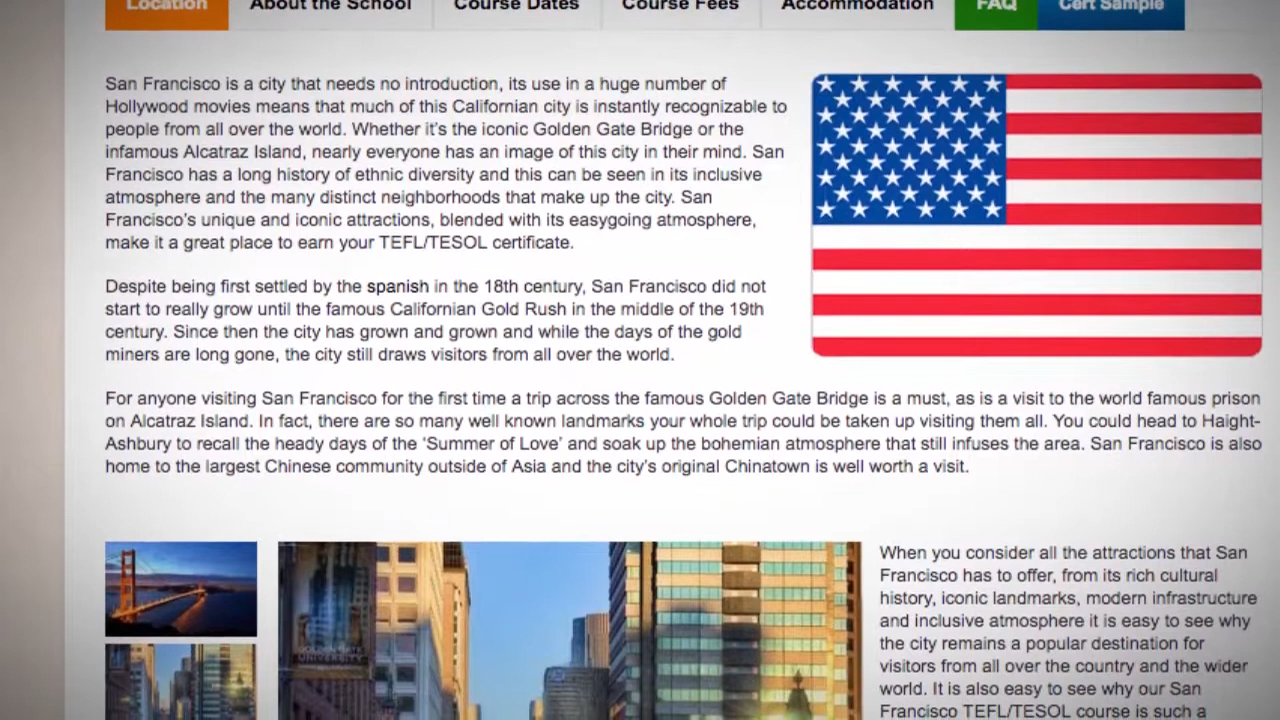 Location
About the School
Course Dates
Course Fees
Accommodation
FAQ
Cert Sample
San Francisco is a city that needs no introduction, its use in a huge number of
Hollywood movies means that much of this Californian city is instantly recognizable to
people from all over the world. Whether it's the iconic Golden Gate Bridge or the
infamous Alcatraz Island, nearly everyone has an image of this city in their mind. San
Francisco has a long history of ethnic diversity and this can be seen in its inclusive
atmosphere and the many distinct neighborhoods that make up the city. San
Francisco's unique and iconic attractions, blended with its easygoing atmosphere,
make it a great place to earn your TEFL/TESOL certificate.
Despite being first settled by the spanish in the 18th century, San Francisco did not
start to really grow until the famous Californian Gold Rush in the middle of the 19th
century. Since then the city has grown and grown and while the days of the gold
miners are long gone, the city still draws visitors from all over the world.
For anyone visiting San Francisco for the first time a trip across the famous Golden Gate Bridge is a must, as is a visit to the world famous prison
on Alcatraz Island. In fact, there are so many well known landmarks your whole trip could be taken up visiting them all. You could head to Haight-
Ashbury to recall the heady days of the ‘Summer of Love’ and soak up the bohemian atmosphere that still infuses the area. San Francisco is also
home to the largest Chinese community outside of Asia and the city's original Chinatown is well worth a visit.
GOLDEN GATE
UNIVERSITY
When you consider all the attractions that San
Francisco has to offer, from its rich cultural
history, iconic landmarks, modern infrastructure
and inclusive atmosphere it is easy to see why
the city remains a popular destination for
visitors from all over the country and the wider
world. It is also easy to see why our San
Francisco TEFL/TESOL course is such a